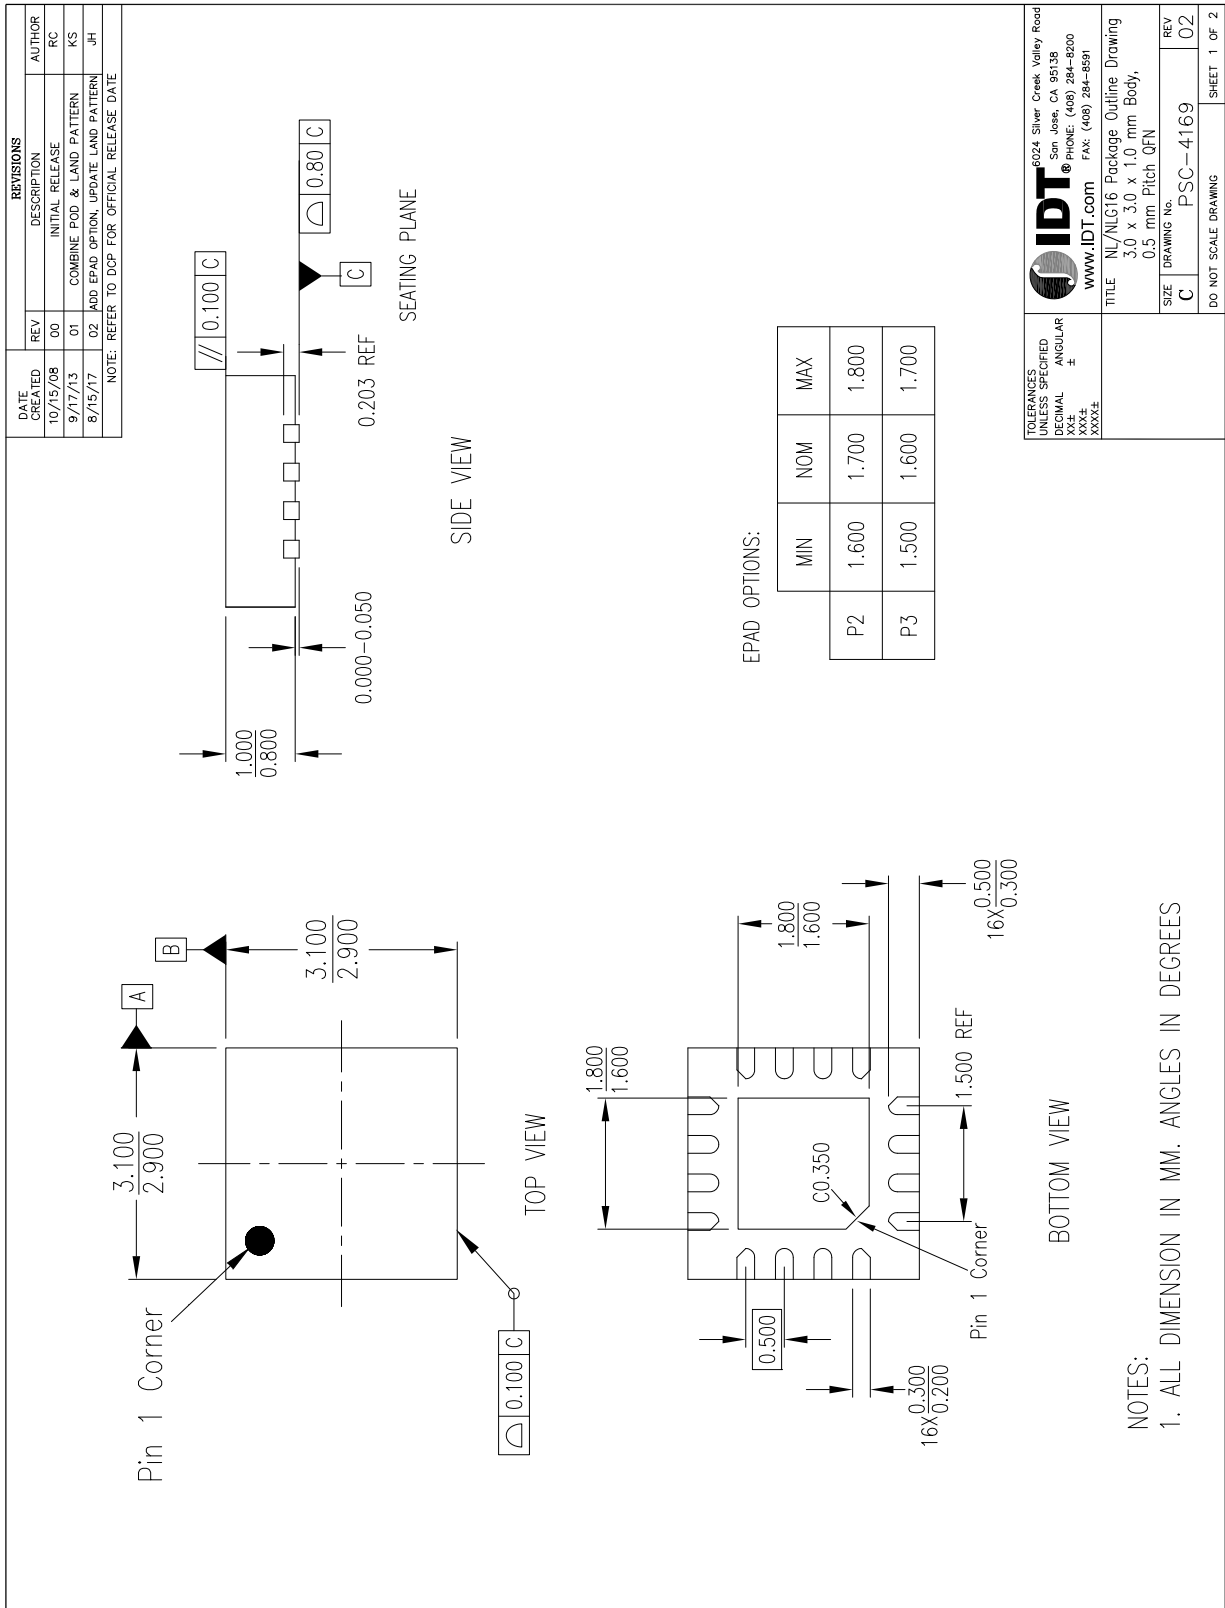 REVISIONS
DATE CREATED REV DESCRIPTION AUTHOR
10/15/08 00 INITIAL RELEASE RC
9/17/13 01 COMBINE POD & LAND PATTERN KS
8/15/17 02 ADD EPAD OPTION, UPDATE LAND PATTERN JH
NOTE: REFER TO DCP FOR OFFICIAL RELEASE DATE
Pin 1 Corner
3.100
2.900
A
B
3.100
2.900
0.100 C
TOP VIEW
1.000
0.800
0.000-0.050
// 0.100 C
0.203 REF
C
0.80 C
SEATING PLANE
SIDE VIEW
1.800
1.600
1.800
1.600
0.500
16X 0.300
0.200
C0.350
Pin 1 Corner
1.500 REF
16X 0.500
0.300
BOTTOM VIEW
EPAD OPTIONS:
MIN NOM MAX
P2 1.600 1.700 1.800
P3 1.500 1.600 1.700
NOTES:
1. ALL DIMENSION IN MM. ANGLES IN DEGREES
TOLERANCES
UNLESS SPECIFIED
DECIMAL ANGULAR
XX± ±
XXX±
XXXX±
IDT®
www.IDT.com
6024 Silver Creek Valley Road
San Jose, CA 95138
PHONE: (408) 284-8200
FAX: (408) 284-8591
TITLE NL/NLG16 Package Outline Drawing
3.0 x 3.0 x 1.0 mm Body,
0.5 mm Pitch QFN
SIZE DRAWING No. REV
C PSC-4169 02
DO NOT SCALE DRAWING SHEET 1 OF 2